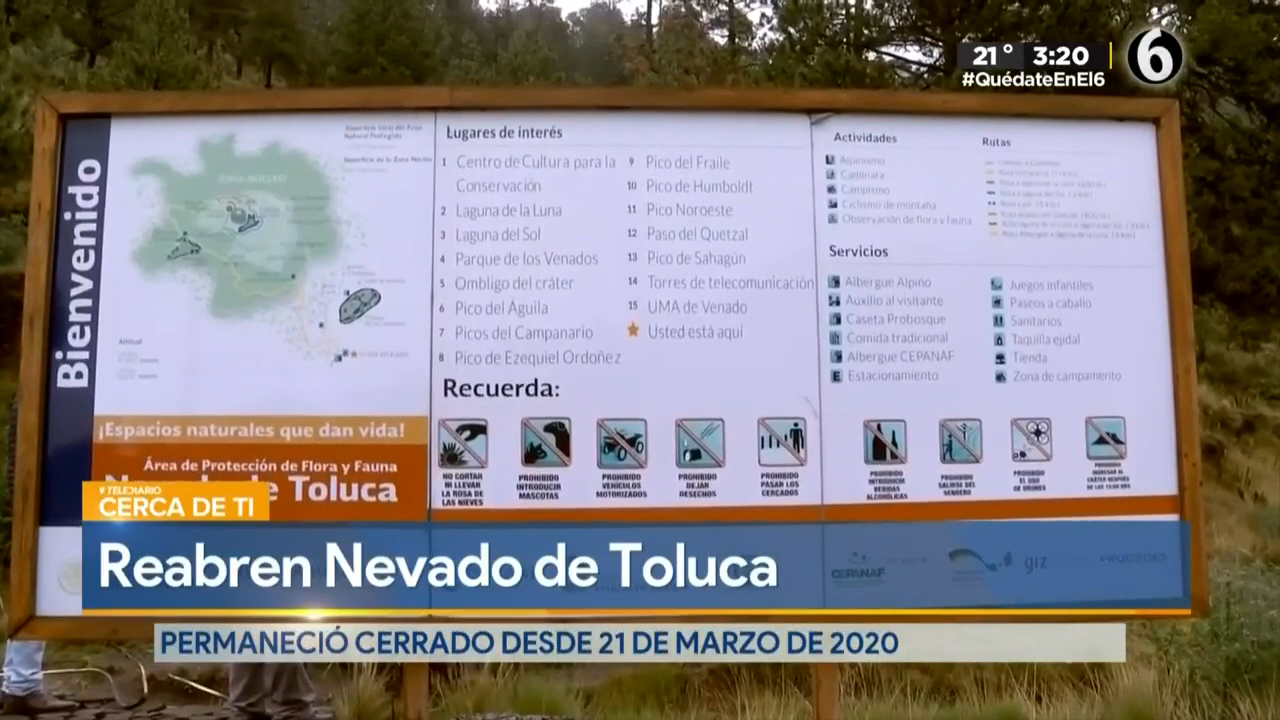 21° 3:20
#QuédateEnEl6
6
Bienvenido
ZONA NÚCLEO
Altitud
¡Espacios naturales que dan vida!
Área de Protección de Flora y Fauna
de Toluca
Lugares de interés
1 Centro de Cultura para la
Conservación
2 Laguna de la Luna
3 Laguna del Sol
4 Parque de los Venados
5 Ombligo del cráter
6 Pico del Águila
7 Picos del Campanario
8 Pico de Ezequiel Ordoñez
9 Pico del Fraile
10 Pico de Humboldt
11 Pico Noroeste
12 Paso del Quetzal
13 Pico de Sahagún
14 Torres de telecomunicación
15 UMA de Venado
Usted está aquí
Recuerda:
NO CORTAR
NI LLEVAR
LA ROSA DE
LAS NIEVES
PROHIBIDO
INTRODUCIR
MASCOTAS
PROHIBIDO
VEHÍCULOS
MOTORIZADOS
PROHIBIDO
DEJAR
DESECHOS
PROHIBIDO
PASAR LOS
CERCADOS
Actividades
Alpinismo
Caminata
Campismo
Ciclismo de montaña
Observación de flora y fauna
Rutas
Servicios
Albergue Alpino
Auxilio al visitante
Caseta Probosque
Comida tradicional
Albergue CEPANAF
E Estacionamiento
Juegos infantiles
Paseos a caballo
Sanitarios
Taquilla ejidal
Tienda
Zona de campamento
PROHIBIDO
INTRODUCIR
BEBIDAS
ALCOHÓLICAS
PROHIBIDO
SALIRSE DEL
SENDERO
PROHIBIDO
EL USO
DE DRONES
CEPANAF
giz
TELEDIARIO
CERCA DE TI
Reabren Nevado de Toluca
PERMANECIÓ CERRADO DESDE 21 DE MARZO DE 2020